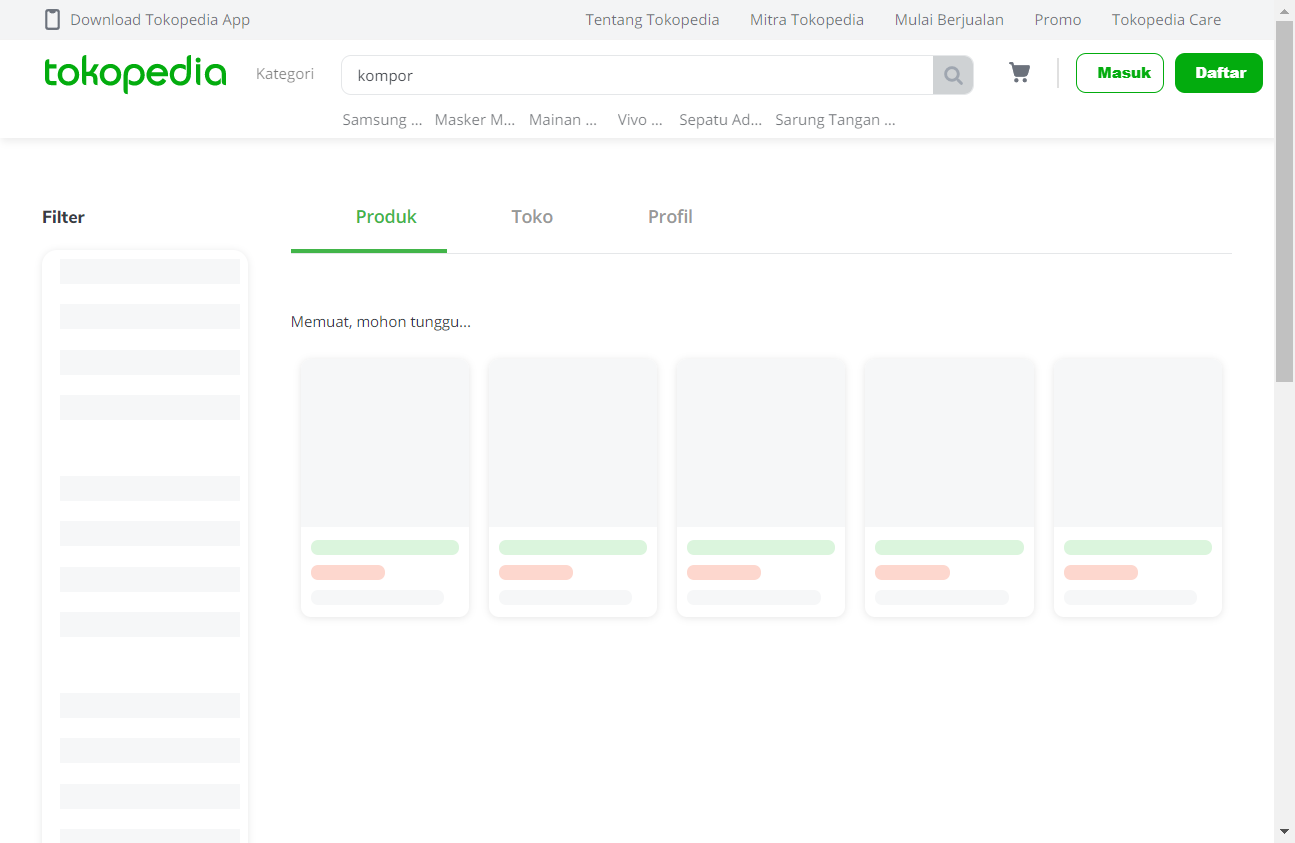 Download Tokopedia App Tentang Tokopedia Mitra Tokopedia Mulai Berjualan Promo Tokopedia Care
tokopedia Kategori kompor Masuk Daftar
Samsung ... Masker M... Mainan ... Vivo ... Sepatu Ad... Sarung Tangan ...
Filter Produk Toko Profil
Memuat, mohon tunggu...